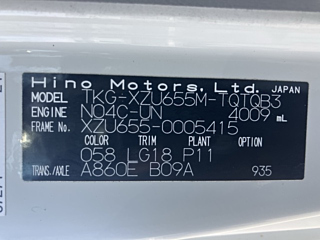 Hino Motors, Ltd. JAPAN
MODEL TKG-XZU655M-TQTQB3
ENGINE N04C-UN 4009 mL
FRAME No. XZU655-0005415
COLOR TRIM PLANT OPTION
058 LG18 P11
TRANS./AXLE A860E B09A 935